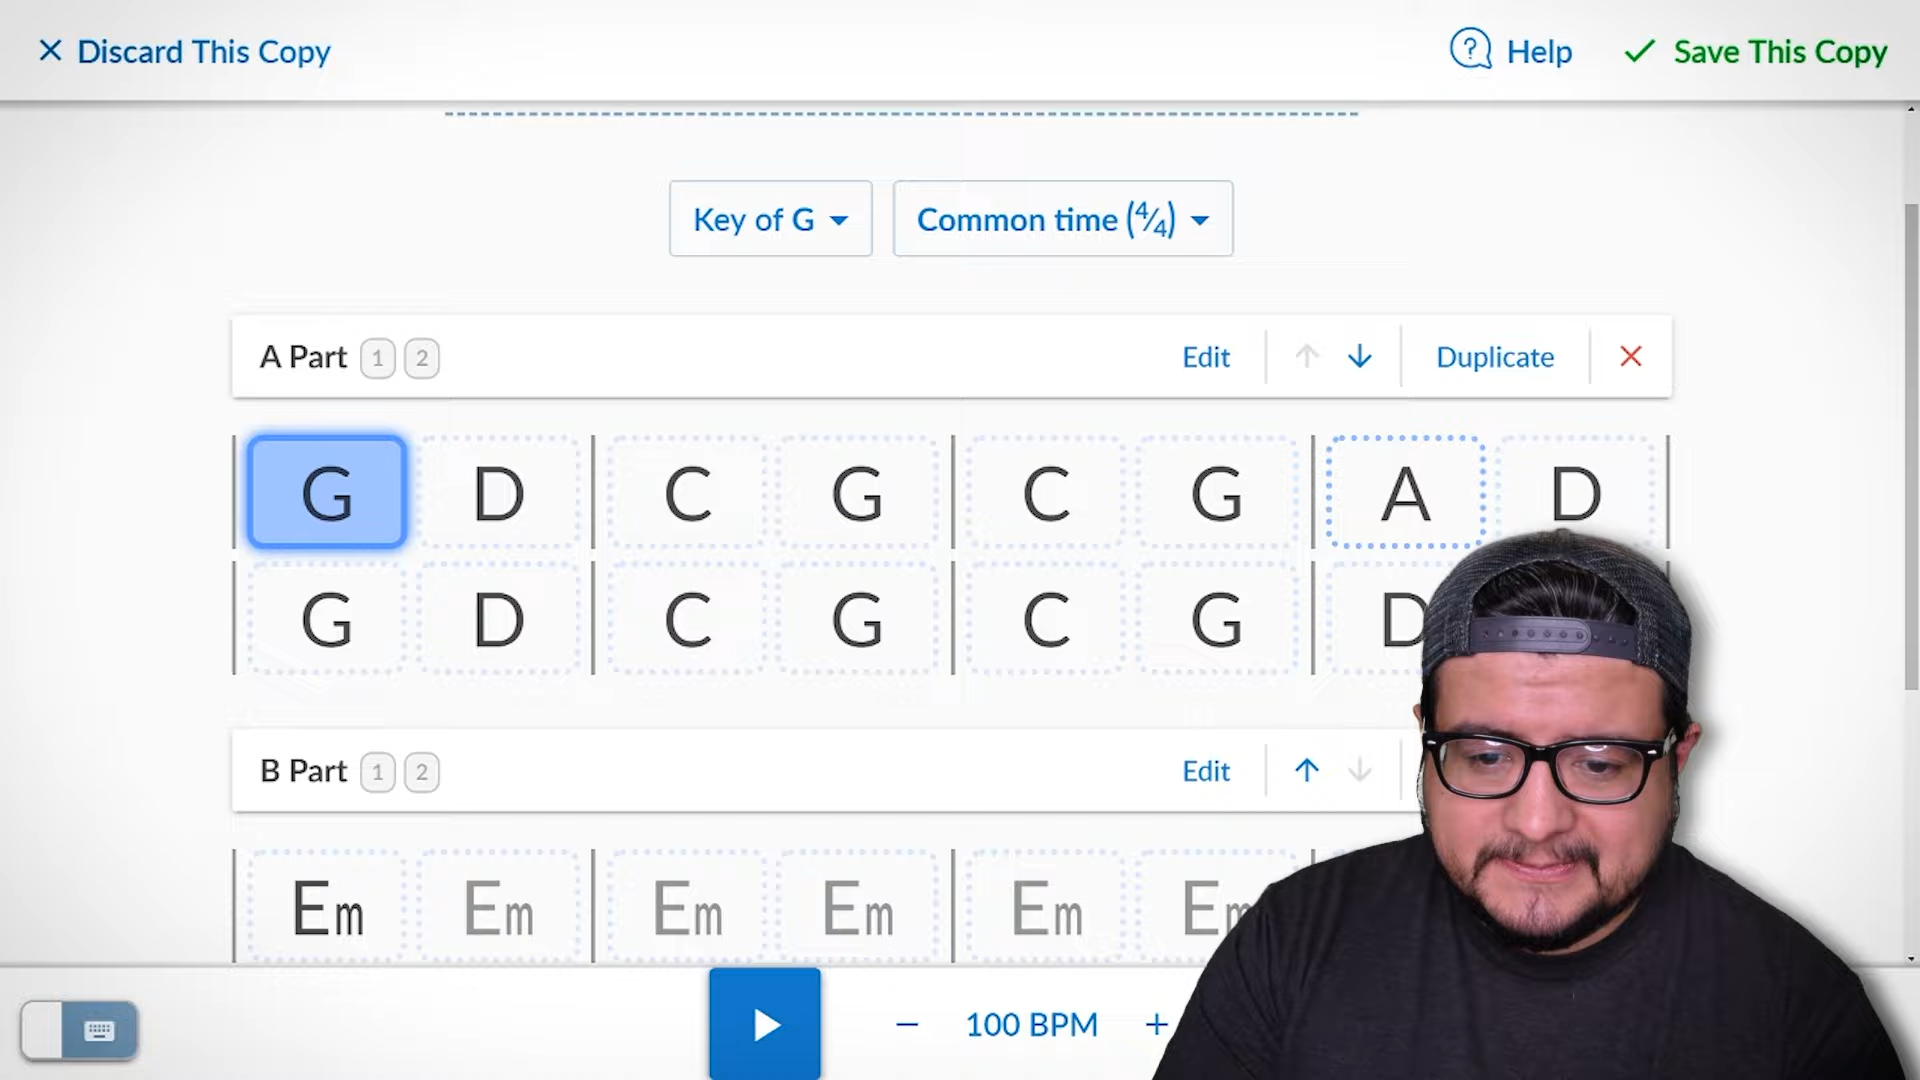 Discard This Copy
Help
Save This Copy
Key of G
Common time (4/4)
A Part 1 2
Edit
Duplicate
G D C G C G A D
G D C G C G D
B Part 1 2
Edit
Em Em Em Em Em Em
100 BPM